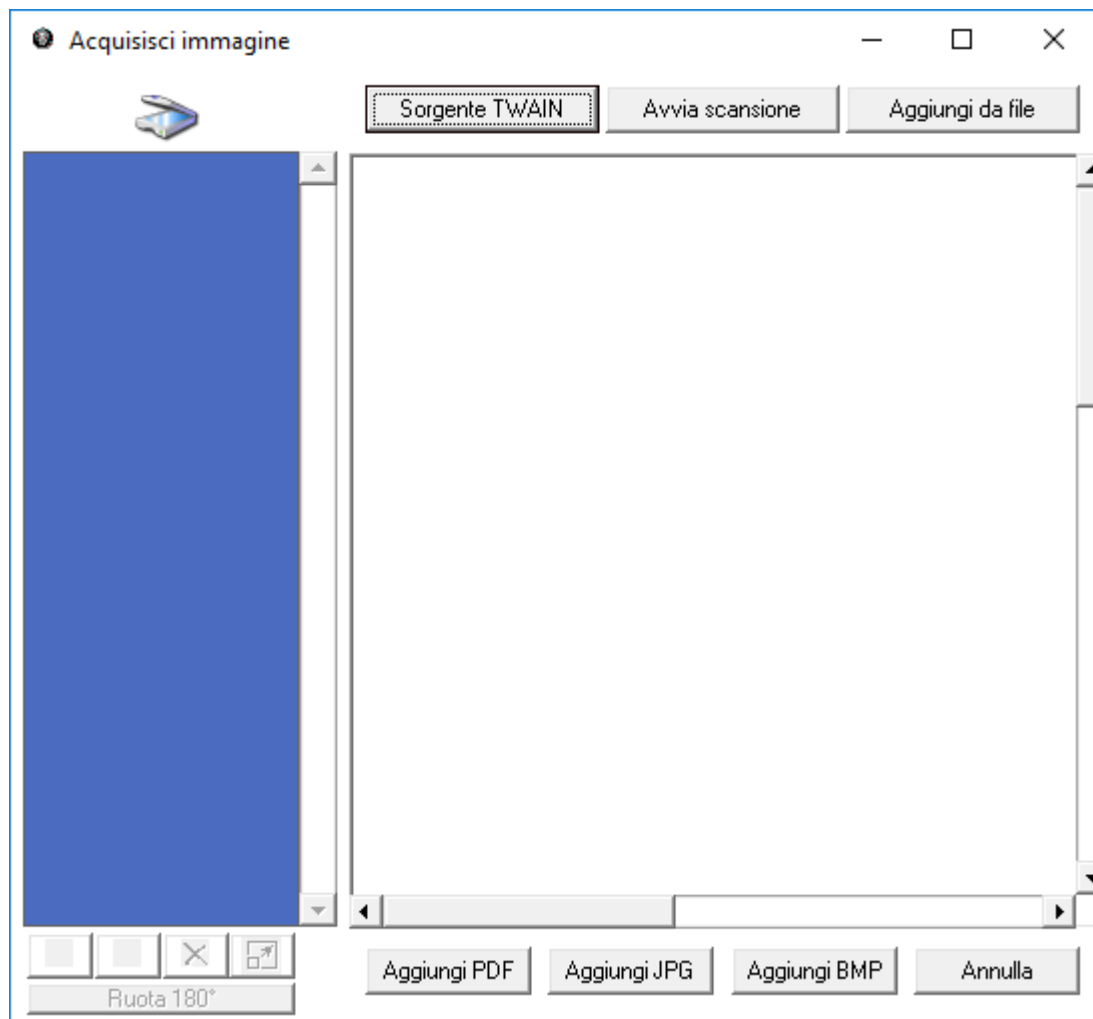 Acquisisci immagine
Sorgente TWAIN
Avvia scansione
Aggiungi da file
Aggiungi PDF
Aggiungi JPG
Aggiungi BMP
Annulla
Ruota 180°